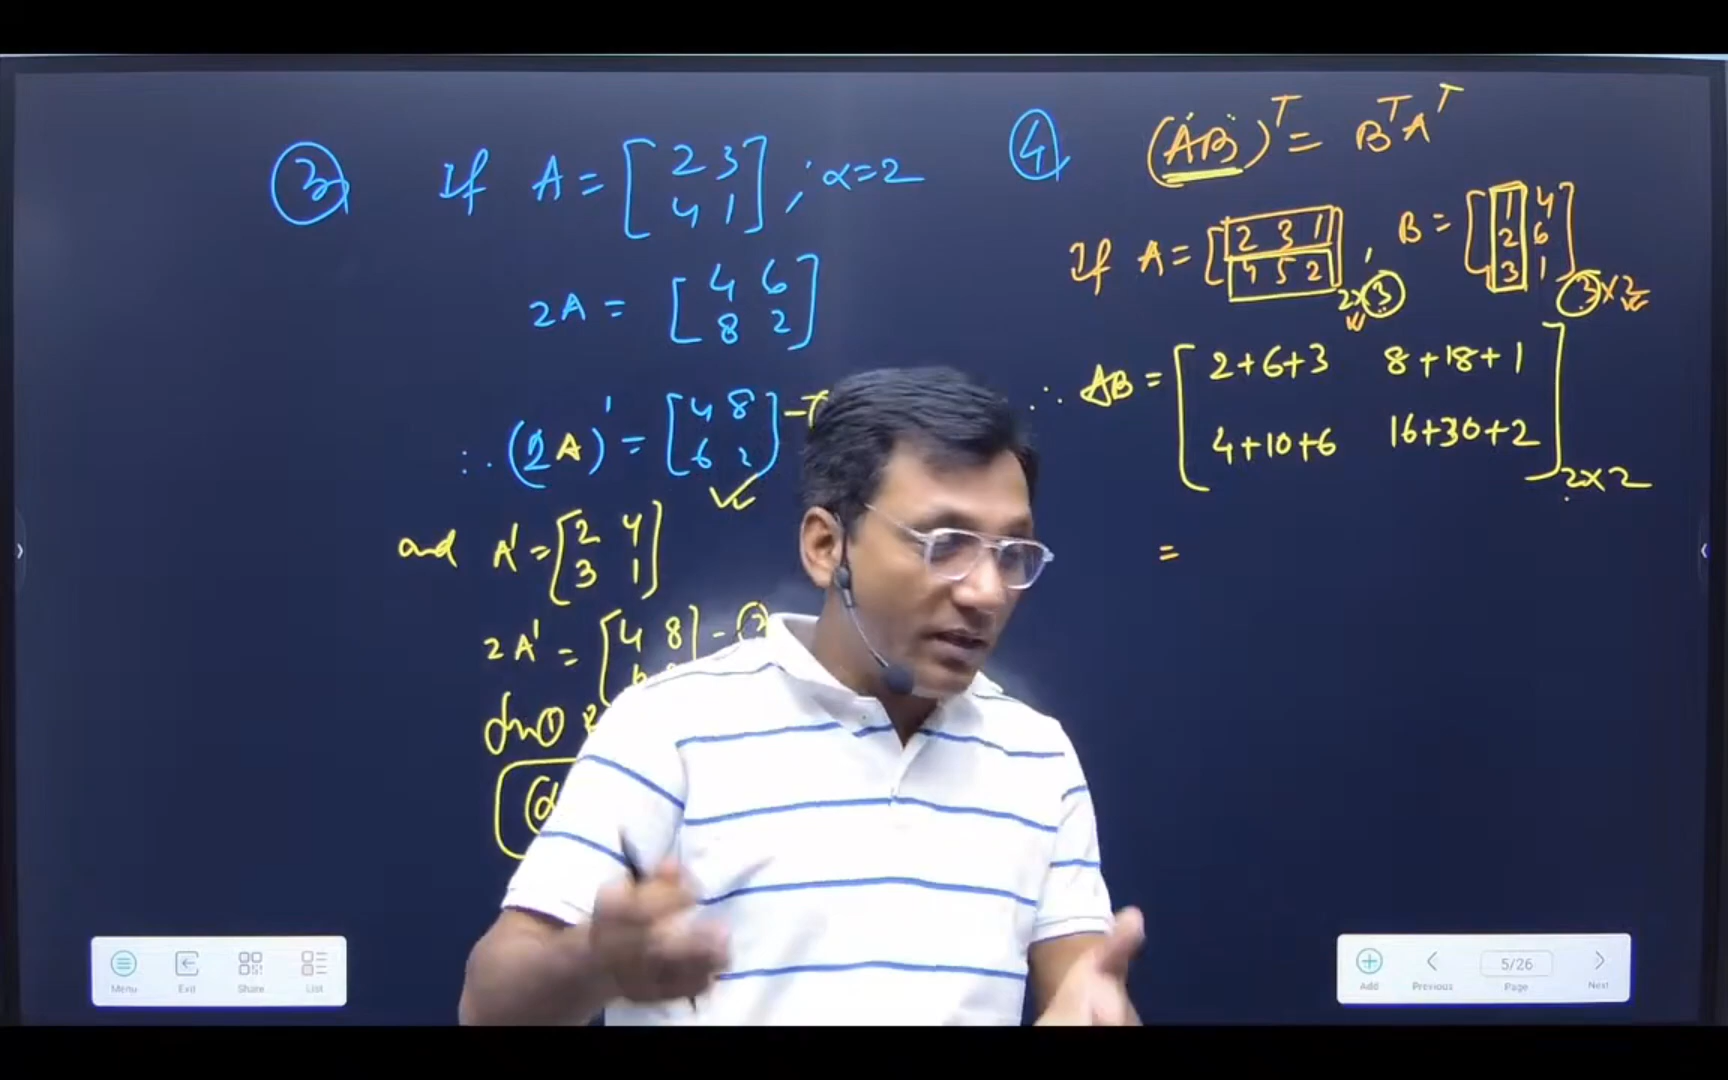 ③ If A = [2 3 / 4 1] ; α=2
2A = [4 6 / 8 2]
∴ (2A)' = [4 8 / 6 2] –
and A' = [2 4 / 3 1]
2A' = [4 8 / 6 –②
①
(α
④ (AB)ᵀ = BᵀAᵀ
If A = [2 3 1 / 4 5 2] 2×3 , B = [1 4 / 2 6 / 3 1] 3×2
∴ AB = [2+6+3 8+18+1 / 4+10+6 16+30+2] 2×2
=
Menu Exit Share List
Add Previous 5/26 Page Next